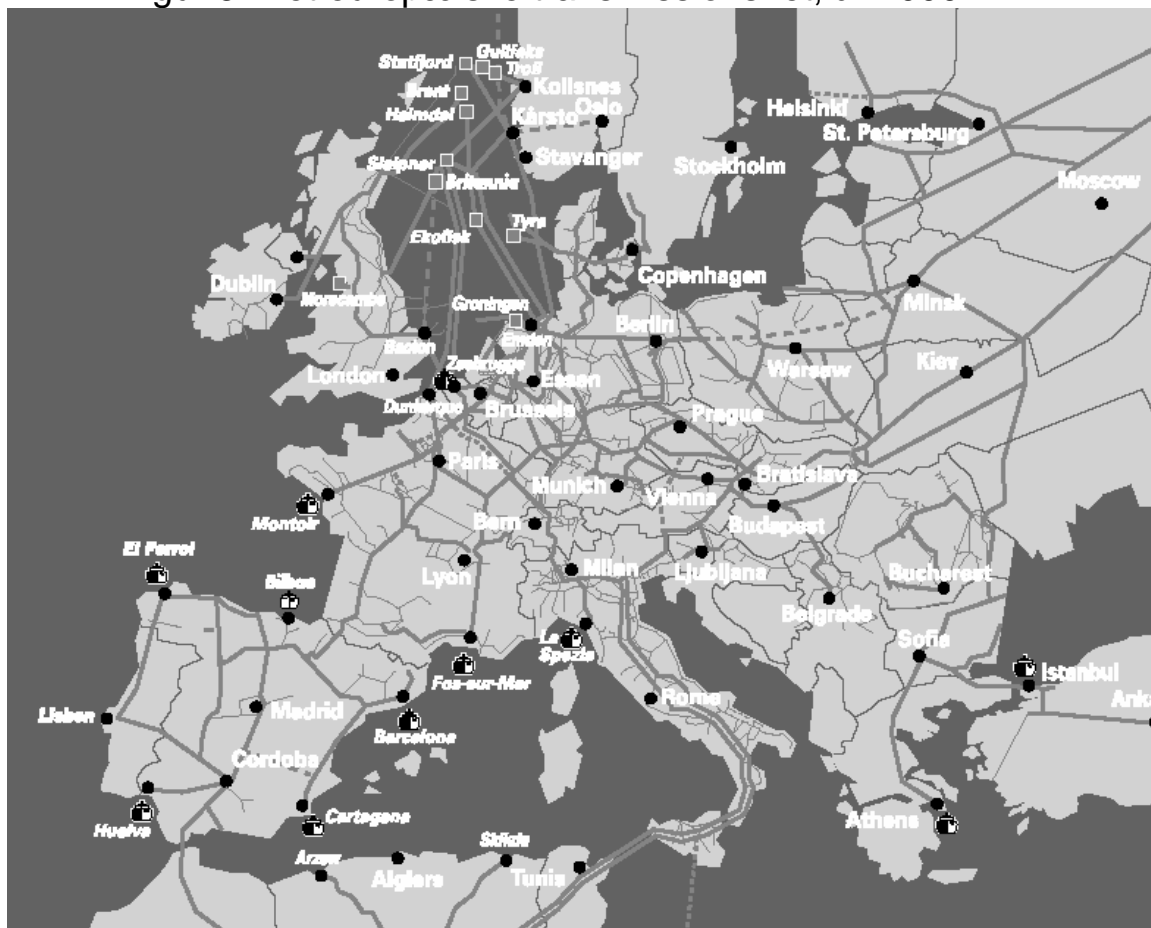 Gullfaks
Statfjord
Troll
Kollsnes
Brent
Heimdal
Oslo
Kårsto
Helsinki
St. Petersburg
Sleipner
Stavanger
Stockholm
Britannia
Moscow
Ekofisk
Tyra
Copenhagen
Dublin
Morecambe
Groningen
Minsk
Berlin
Emden
Bacton
Zeebrugge
Warsaw
Kiev
London
Essen
Dunkerque
Brussels
Prague
Paris
Munich
Vienna
Bratislava
Montoir
Bern
Budapest
El Ferrol
Lyon
Milan
Ljubljana
Bucharest
Bilbao
Belgrade
La
Spezia
Sofia
Fos-sur-Mer
Istanbul
Lisbon
Madrid
Rome
Anka
Barcelona
Cordoba
Huelva
Cartagena
Athens
Arzew
Algiers
Skikda
Tunis